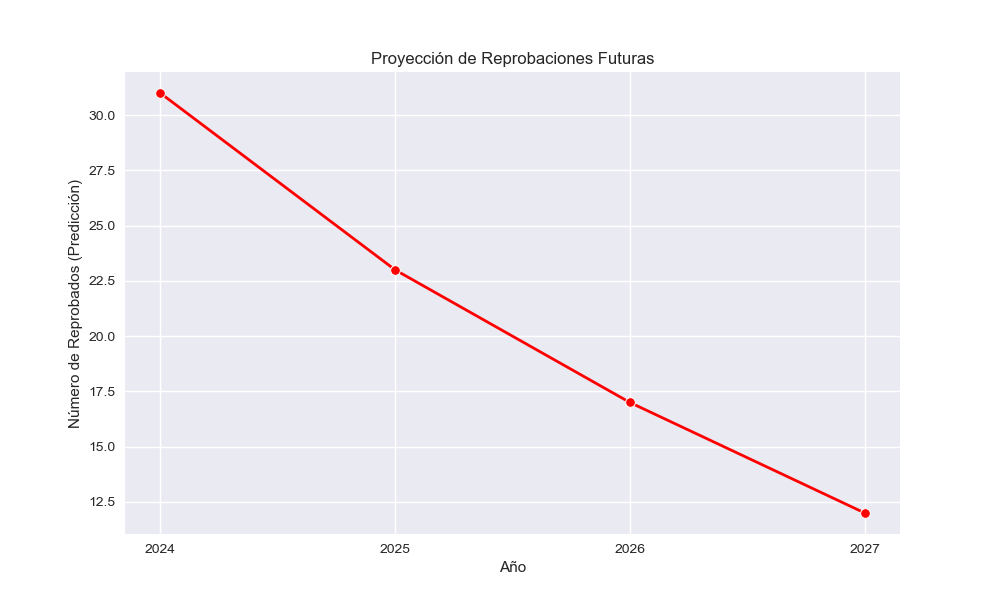 Proyección de Reprobaciones Futuras
Número de Reprobados (Predicción)
30.0
27.5
25.0
22.5
20.0
17.5
15.0
12.5
2024 2025 2026 2027
Año